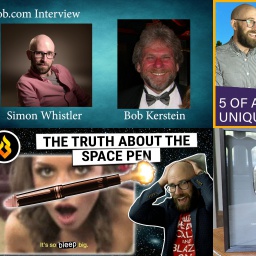 ob.com Interview
Simon Whistler
Bob Kerstein
5 OF A
UNIQU
THE TRUTH ABOUT THE
SPACE PEN
It's so bleep big.